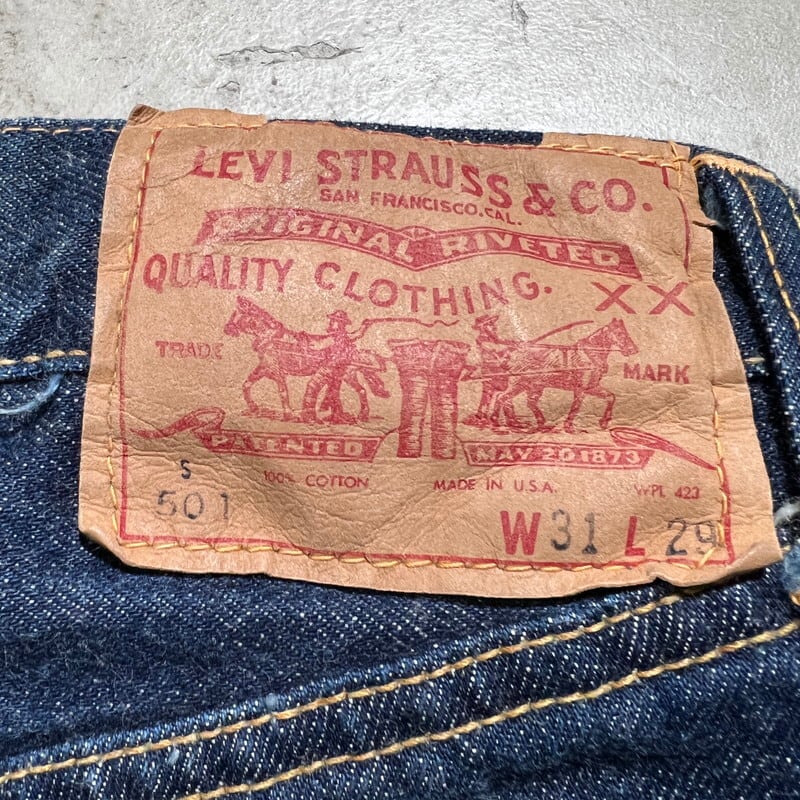 LEVI STRAUSS & CO.
SAN FRANCISCO, CAL.
ORIGINAL RIVETED
QUALITY CLOTHING. XX
TRADE MARK
PATENTED MAY 20 1873
S
100% COTTON MADE IN U.S.A. WPL 423
501 W31 L 29